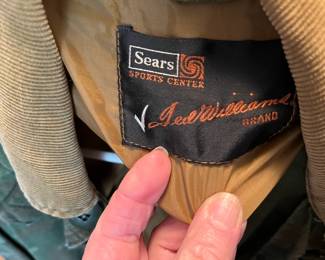 Sears
SPORTS CENTER
Ted Williams
BRAND